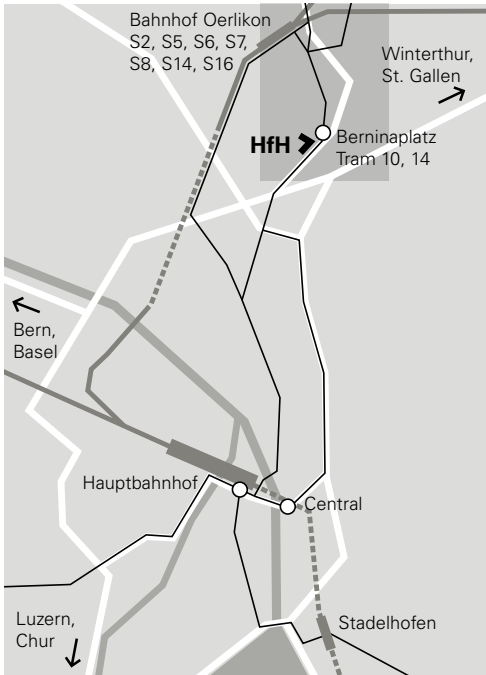 Bahnhof Oerlikon
S2, S5, S6, S7,
S8, S14, S16
Winterthur,
St. Gallen
HfH
Berninaplatz
Tram 10, 14
Bern,
Basel
Hauptbahnhof
Central
Luzern,
Chur
Stadelhofen